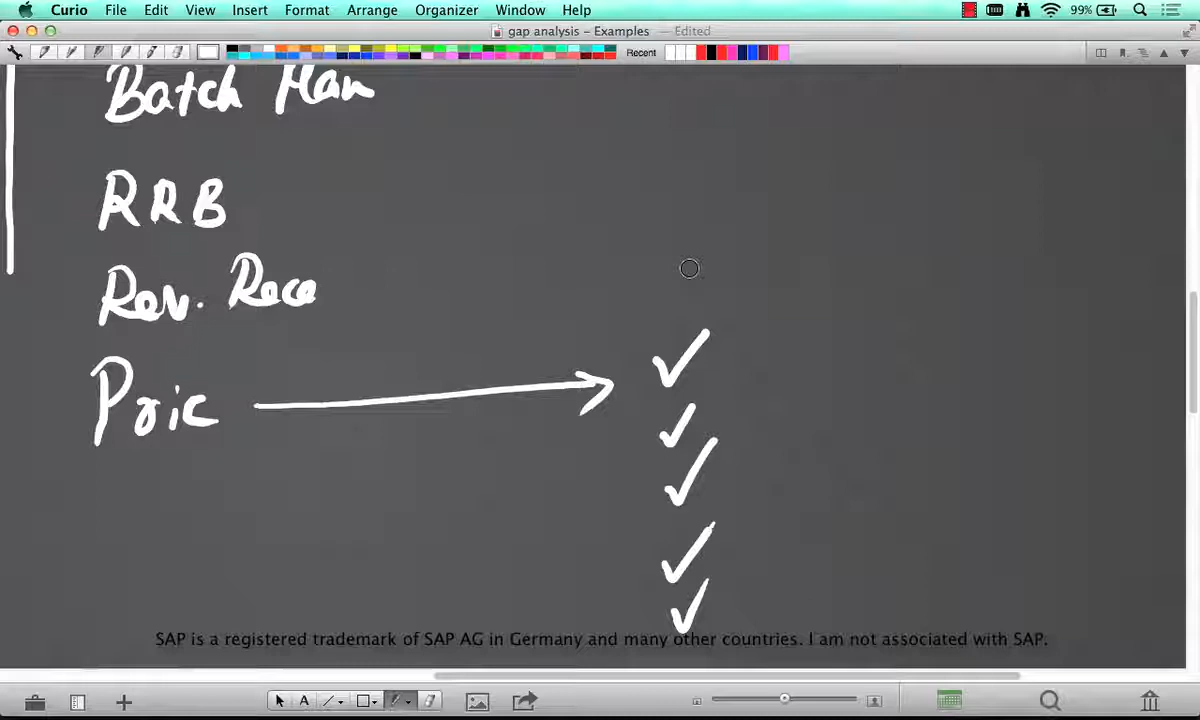 Curio File Edit View Insert Format Arrange Organizer Window Help 99%
gap analysis – Examples — Edited
Recent
Batch Man
RRB
Rev. Reco
Pric
SAP is a registered trademark of SAP AG in Germany and many other countries. I am not associated with SAP.
A